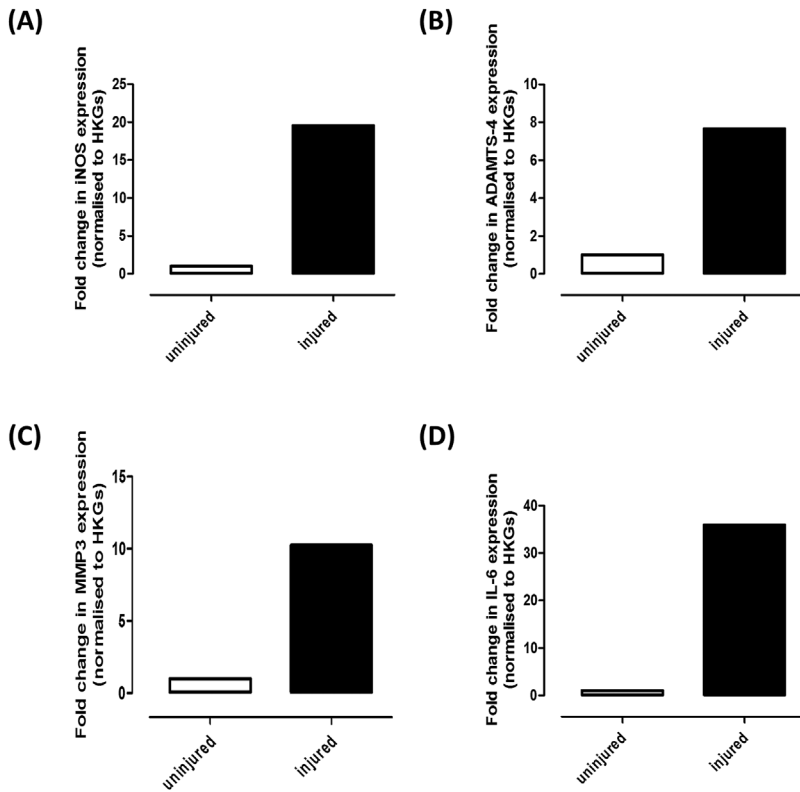 (A)
Fold change in iNOS expression
(normalised to HKGs)
25
20
15
10
5
0
uninjured
injured
(B)
Fold change in ADAMTS-4 expression
(normalised to HKGs)
10
8
6
4
2
0
uninjured
injured
(C)
Fold change in MMP3 expression
(normalised to HKGs)
15
10
5
0
uninjured
injured
(D)
Fold change in IL-6 expression
(normalised to HKGs)
40
30
20
10
0
uninjured
injured